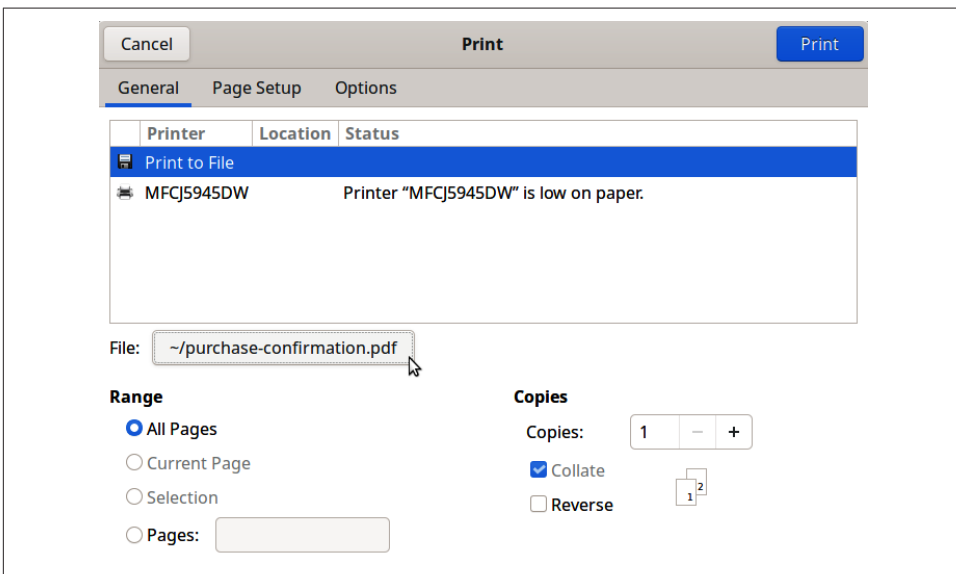 Cancel Print Print
General Page Setup Options
Printer Location Status
Print to File
MFCJ5945DW Printer “MFCJ5945DW” is low on paper.
File: ~/purchase-confirmation.pdf
Range Copies
All Pages Copies: 1 − +
Current Page Collate
Selection Reverse
Pages:
1 2